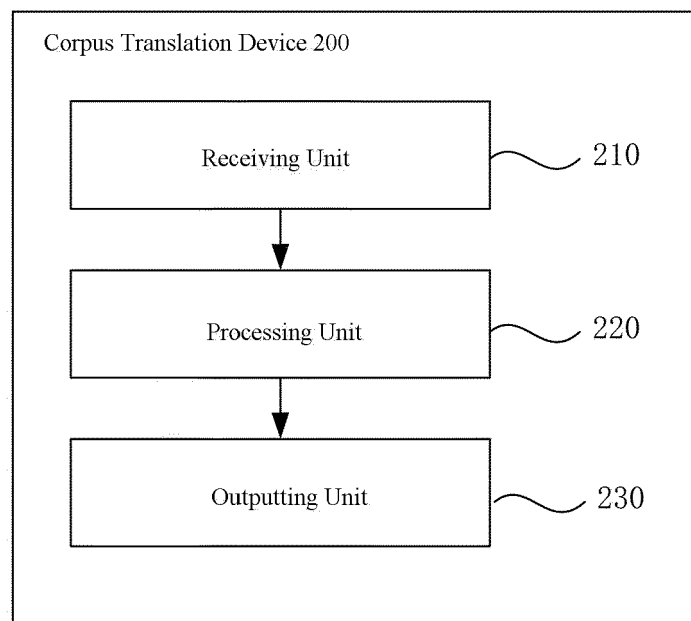 Corpus Translation Device 200
Receiving Unit
210
Processing Unit
220
Outputting Unit
230